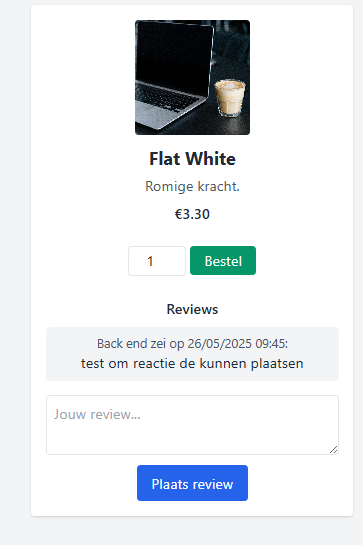 Flat White
Romige kracht.
€3.30
1
Bestel
Reviews
Back end zei op 26/05/2025 09:45:
test om reactie de kunnen plaatsen
Jouw review...
Plaats review